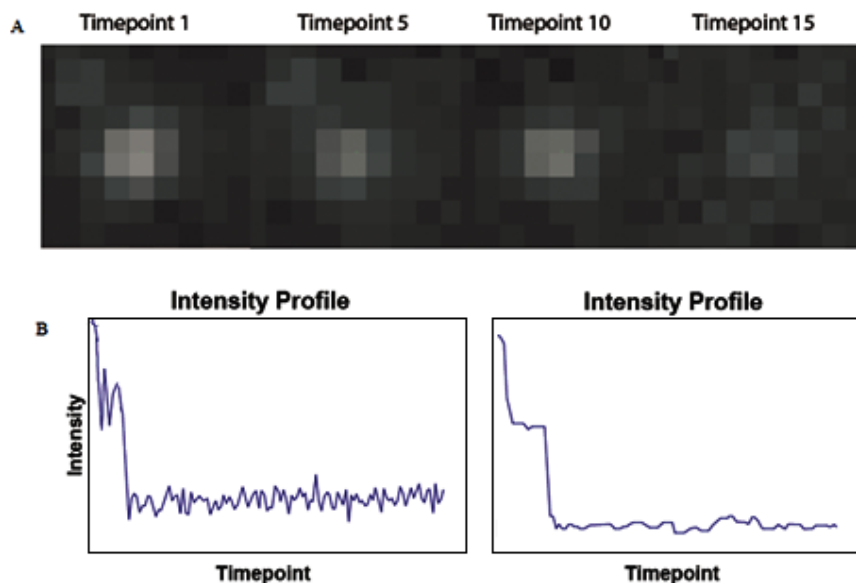 A
Timepoint 1 Timepoint 5 Timepoint 10 Timepoint 15
B
Intensity Profile Intensity Profile
Intensity
Timepoint Timepoint